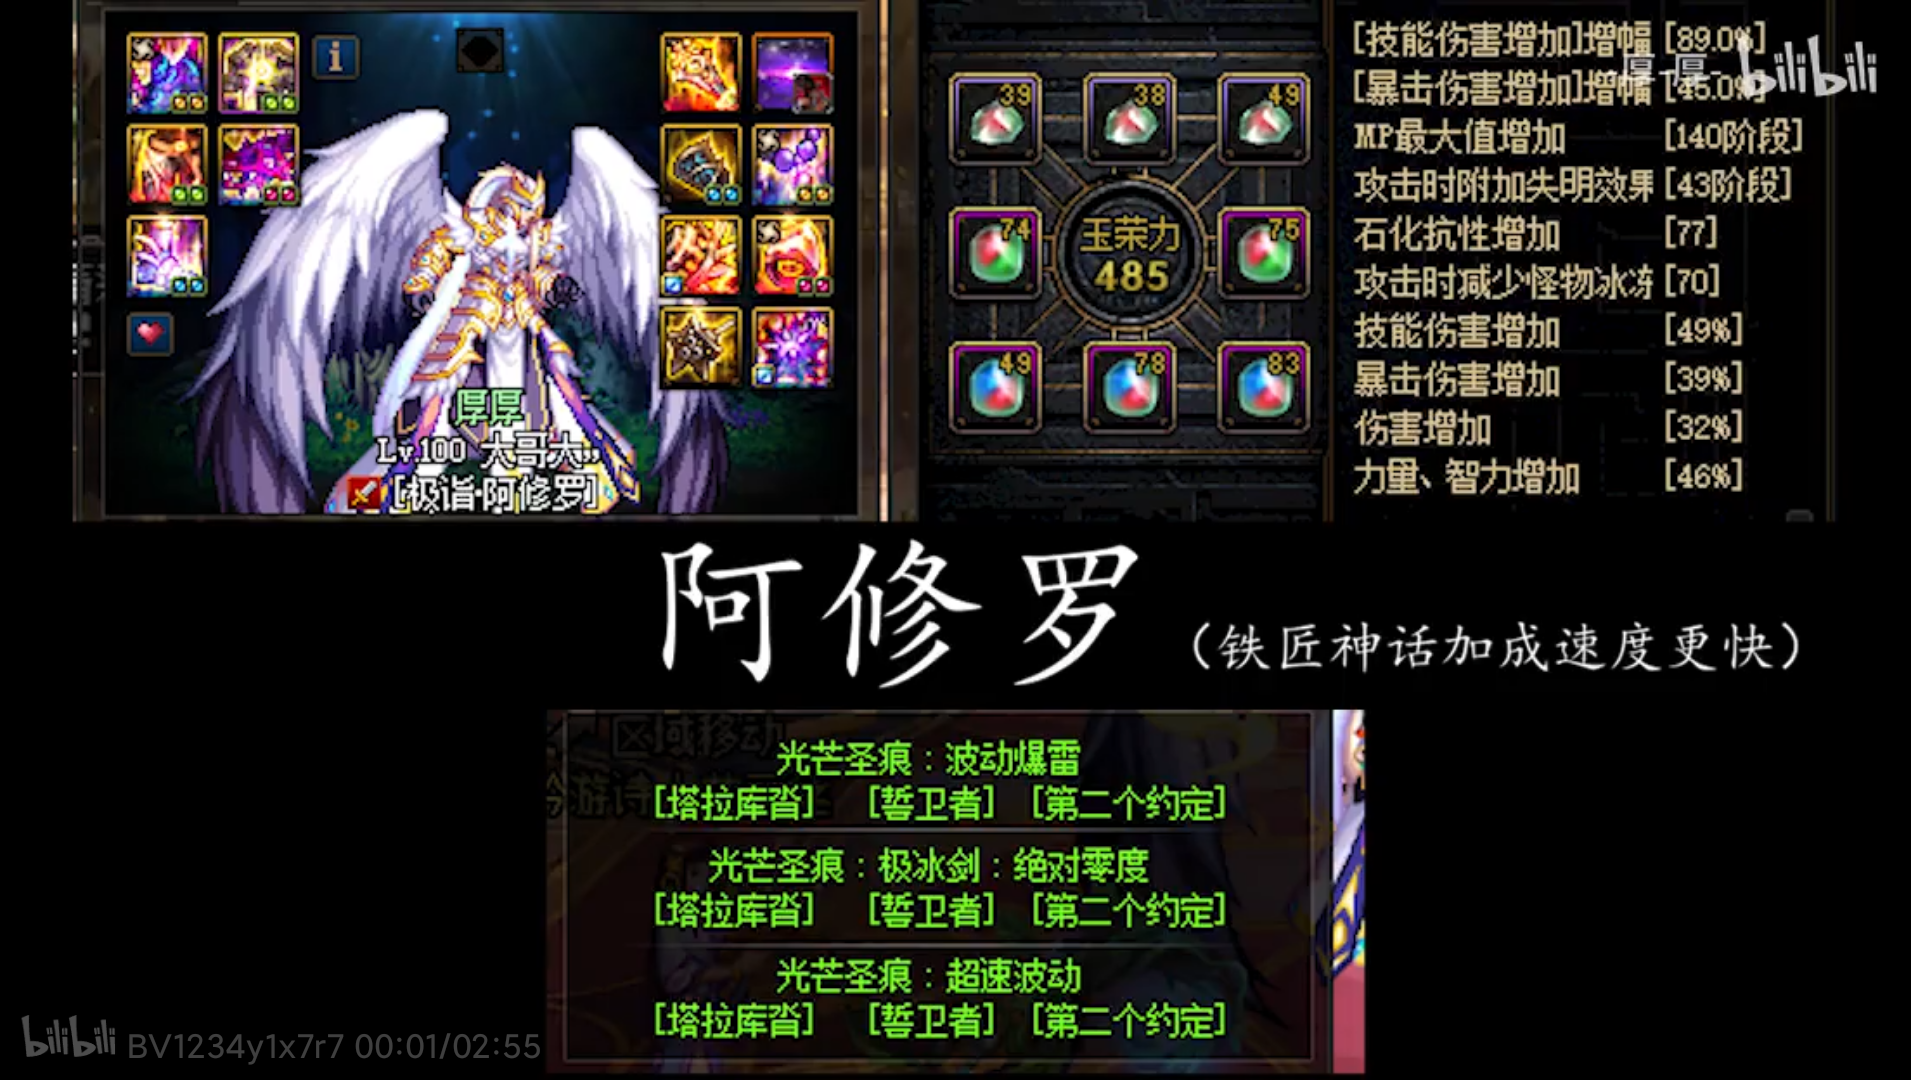 厚厚
Lv.100 大哥大
[极诣·阿修罗]
39
38
49
74
玉荣力
485
75
49
78
83
[技能伤害增加]增幅 [89.0%]
[暴击伤害增加]增幅 [45.0%]
MP最大值增加 [140阶段]
攻击时附加失明效果 [43阶段]
石化抗性增加 [77]
攻击时减少怪物冰冻 [70]
技能伤害增加 [49%]
暴击伤害增加 [39%]
伤害增加 [32%]
力量、智力增加 [46%]
厚厚- bilibili
阿修罗 (铁匠神话加成速度更快)
区域移动
光芒圣痕：波动爆雷
[塔拉库沓] [誓卫者] [第二个约定]
光芒圣痕：极冰剑：绝对零度
[塔拉库沓] [誓卫者] [第二个约定]
光芒圣痕：超速波动
[塔拉库沓] [誓卫者] [第二个约定]
bilibili BV1234y1x7r7 00:01/02:55